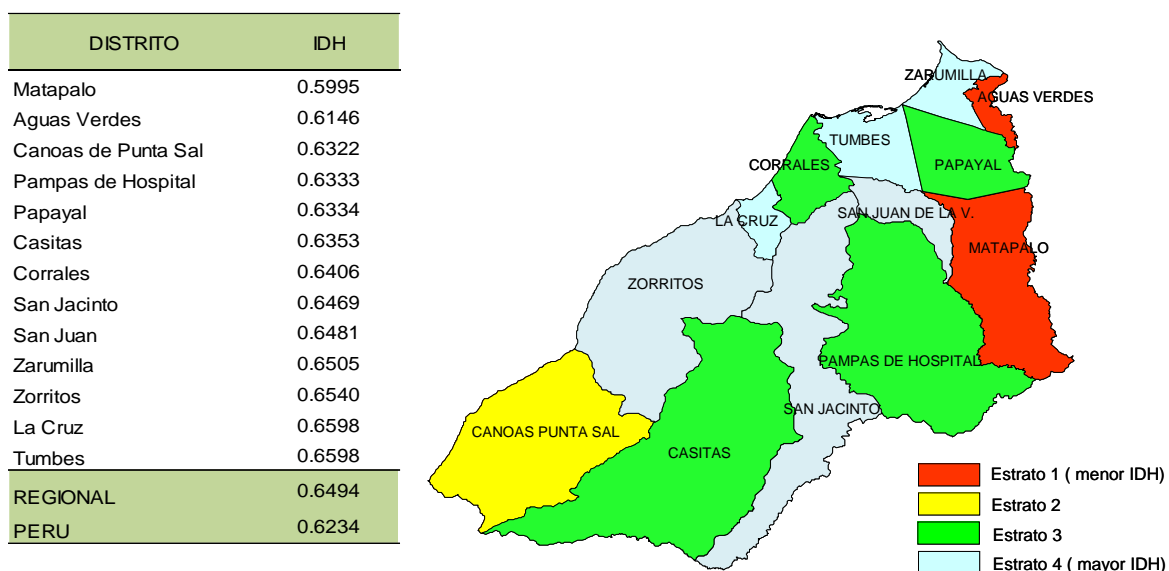 DISTRITO IDH
Matapalo 0.5995
Aguas Verdes 0.6146
Canoas de Punta Sal 0.6322
Pampas de Hospital 0.6333
Papayal 0.6334
Casitas 0.6353
Corrales 0.6406
San Jacinto 0.6469
San Juan 0.6481
Zarumilla 0.6505
Zorritos 0.6540
La Cruz 0.6598
Tumbes 0.6598
REGIONAL 0.6494
PERU 0.6234
ZARUMILLA
AGUAS VERDES
TUMBES
CORRALES
PAPAYAL
LA CRUZ
SAN JUAN DE LA V.
MATAPALO
ZORRITOS
PAMPAS DE HOSPITAL
SAN JACINTO
CANOAS PUNTA SAL
CASITAS
Estrato 1 ( menor IDH)
Estrato 2
Estrato 3
Estrato 4 ( mayor IDH)